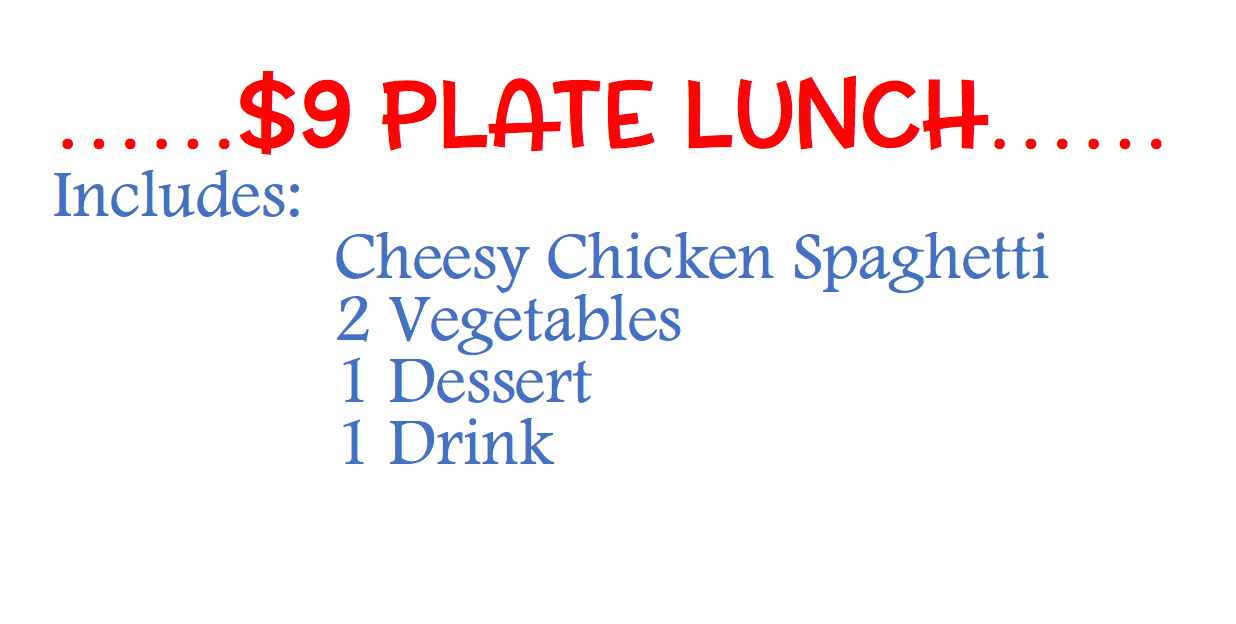 ......$9 PLATE LUNCH......
Includes:
Cheesy Chicken Spaghetti
2 Vegetables
1 Dessert
1 Drink